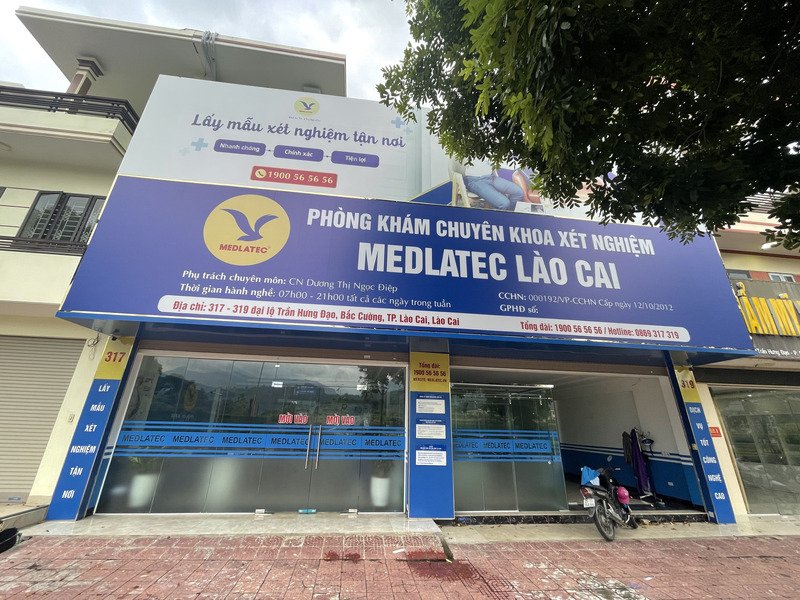 Lấy mẫu xét nghiệm tận nơi
Nhanh chóng
Chính xác
Tiện lợi
1900 56 56 56
MEDLATEC
PHÒNG KHÁM CHUYÊN KHOA XÉT NGHIỆM
MEDLATEC LÀO CAI
Phụ trách chuyên môn: CN Dương Thị Ngọc Điệp
Thời gian hành nghề: 07h00 - 21h00 tất cả các ngày trong tuần
CCHN: 000192/VP-CCHN Cấp ngày 12/10/2012
GPHĐ số:
Địa chỉ: 317 - 319 đại lộ Trần Hưng Đạo, Bắc Cường, TP. Lào Cai, Lào Cai
Tổng đài: 1900 56 56 56 / Hotline: 0869 317 319
317
LẤY
MẪU
XÉT
NGHIỆM
TẬN
NƠI
MỜI VÀO
MỜI VÀO
MEDLATEC MEDLATEC MEDLATEC MEDLATEC MEDLATEC MEDLATEC
Tổng đài:
1900 56 56 56
MEDLATEC MEDLATEC MEDLATEC
319
DỊCH
VỤ
TỐT
CÔNG
NGHỆ
CAO
Trần Hưng Đạo